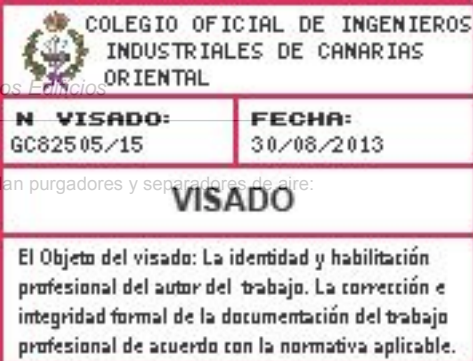 COLEGIO OFICIAL DE INGENIEROS
INDUSTRIALES DE CANARIAS
ORIENTAL
os Edificios
N VISADO:
GC82505/15
FECHA:
30/08/2013
an purgadores y separadores de aire:
VISADO
El Objeto del visado: La identidad y habilitación
profesional del autor del trabajo. La corrección e
integridad formal de la documentación del trabajo
profesional de acuerdo con la normativa aplicable.